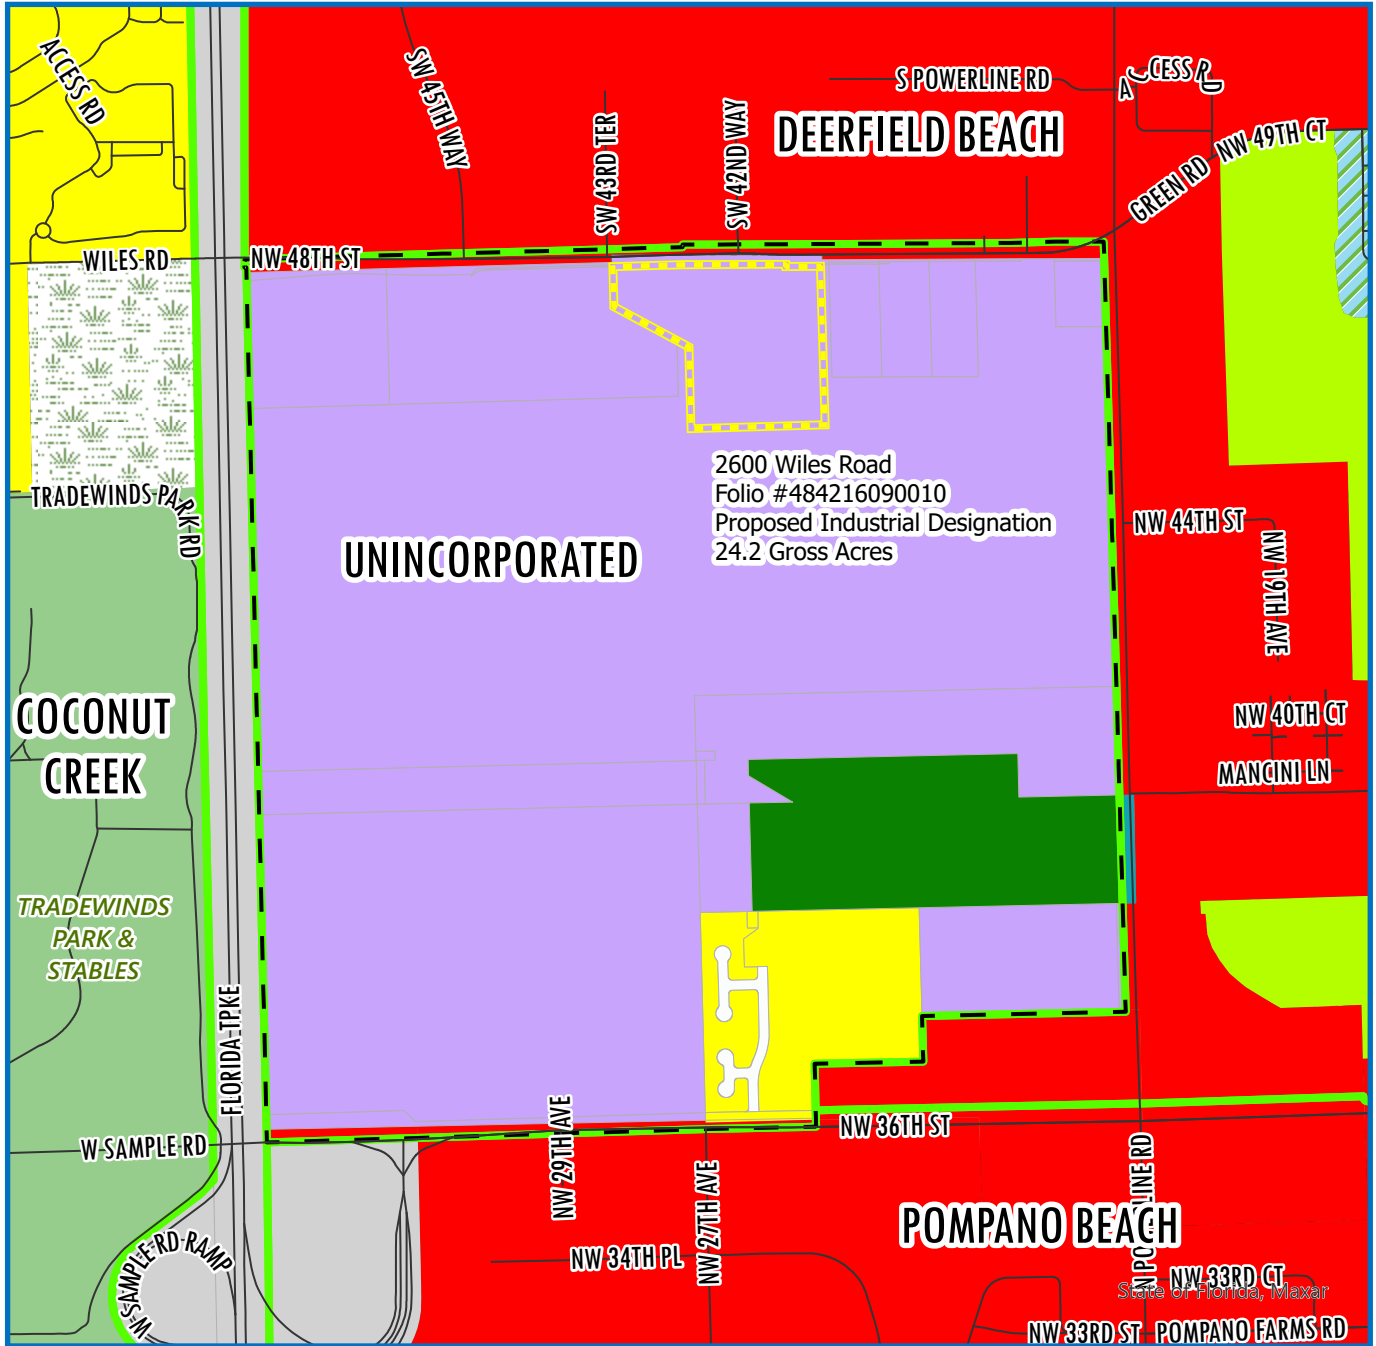 ACCESS RD
SW 45TH WAY
S POWERLINE RD
ACCESS RD
SW 43RD TER
SW 42ND WAY
DEERFIELD BEACH
NW 49TH CT
GREEN RD
WILES RD
NW 48TH ST
2600 Wiles Road
Folio #484216090010
Proposed Industrial Designation
24.2 Gross Acres
TRADEWINDS PARK RD
UNINCORPORATED
NW 44TH ST
NW 19TH AVE
COCONUT
CREEK
NW 40TH CT
MANCINI LN
TRADEWINDS
PARK &
STABLES
FLORIDA TPKE
NW 29TH AVE
NW 36TH ST
W SAMPLE RD
NW 27TH AVE
N POWERLINE RD
POMPANO BEACH
W SAMPLE RD RAMP
NW 34TH PL
NW 33RD CT
State of Florida, Maxar
NW 33RD ST
POMPANO FARMS RD